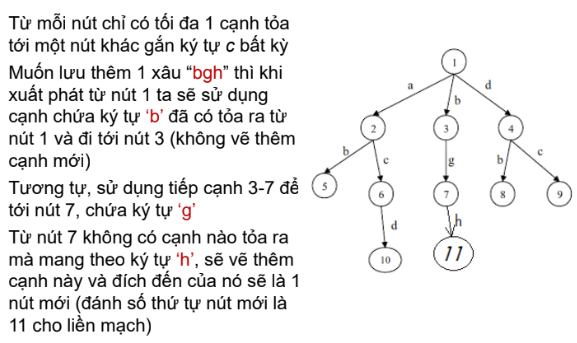 Từ mỗi nút chỉ có tối đa 1 cạnh tỏa
tới một nút khác gắn ký tự c bất kỳ
Muốn lưu thêm 1 xâu “bgh” thì khi
xuất phát từ nút 1 ta sẽ sử dụng
cạnh chứa ký tự ‘b’ đã có tỏa ra từ
nút 1 và đi tới nút 3 (không vẽ thêm
cạnh mới)
Tương tự, sử dụng tiếp cạnh 3-7 để
tới nút 7, chứa ký tự ‘g’
Từ nút 7 không có cạnh nào tỏa ra
mà mang theo ký tự ‘h’, sẽ vẽ thêm
cạnh này và đích đến của nó sẽ là 1
nút mới (đánh số thứ tự nút mới là
11 cho liền mạch)
1
a b d
2 3 4
b c g b c
5 6 7 8 9
d h
10 11